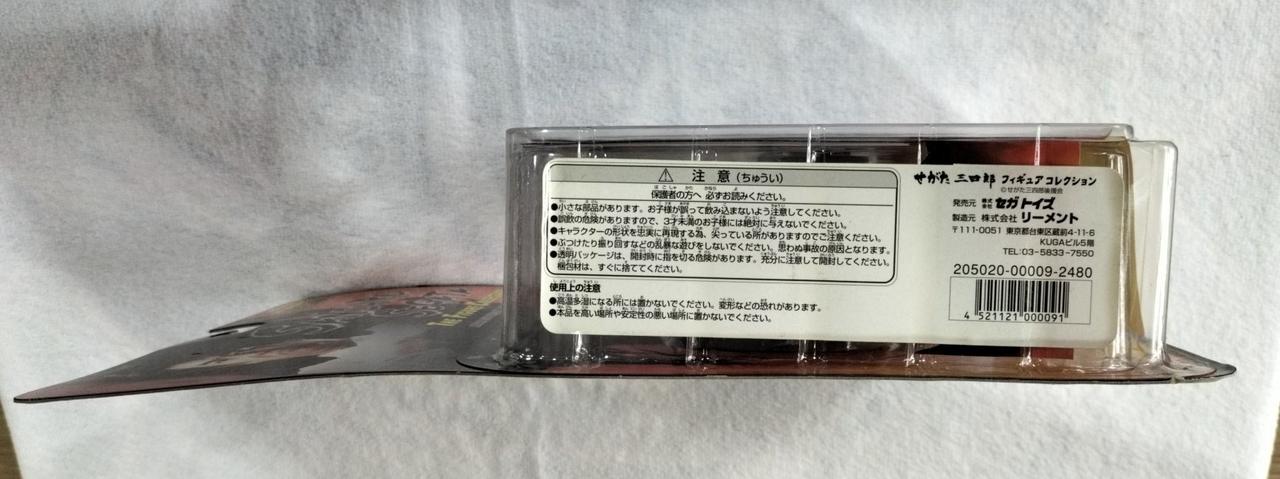 ⚠ 注意(ちゅうい)
保護者の方へ 必ずお読みください。
●小さな部品があります。お子様が誤って飲み込まないよう注意してください。
●誤飲の危険がありますので、3才未満のお子様には絶対に与えないでください。
●キャラクターの形状を忠実に再現する為、尖っている所がありますのでご注意ください。
●ぶつけたり振り回すなどの乱暴な遊びをしないでください。思わぬ事故の原因となります。
●透明パッケージは、開封時に指を切る危険があります。充分に注意して開封してください。
梱包材は、すぐに捨ててください。
使用上の注意
●高温多湿になる所には置かないでください。変形などの恐れがあります。
●本品を高い場所や安定性の悪い場所に置かないでください。
せがた三四郎 フィギュアコレクション
©せがた三四郎後援会
発売元 株式会社 セガトイズ
製造元 株式会社 リーメント
〒111-0051 東京都台東区蔵前4-11-6
KUGAビル5階
TEL:03-5833-7550
205020-00009-2480
4 521121 000091